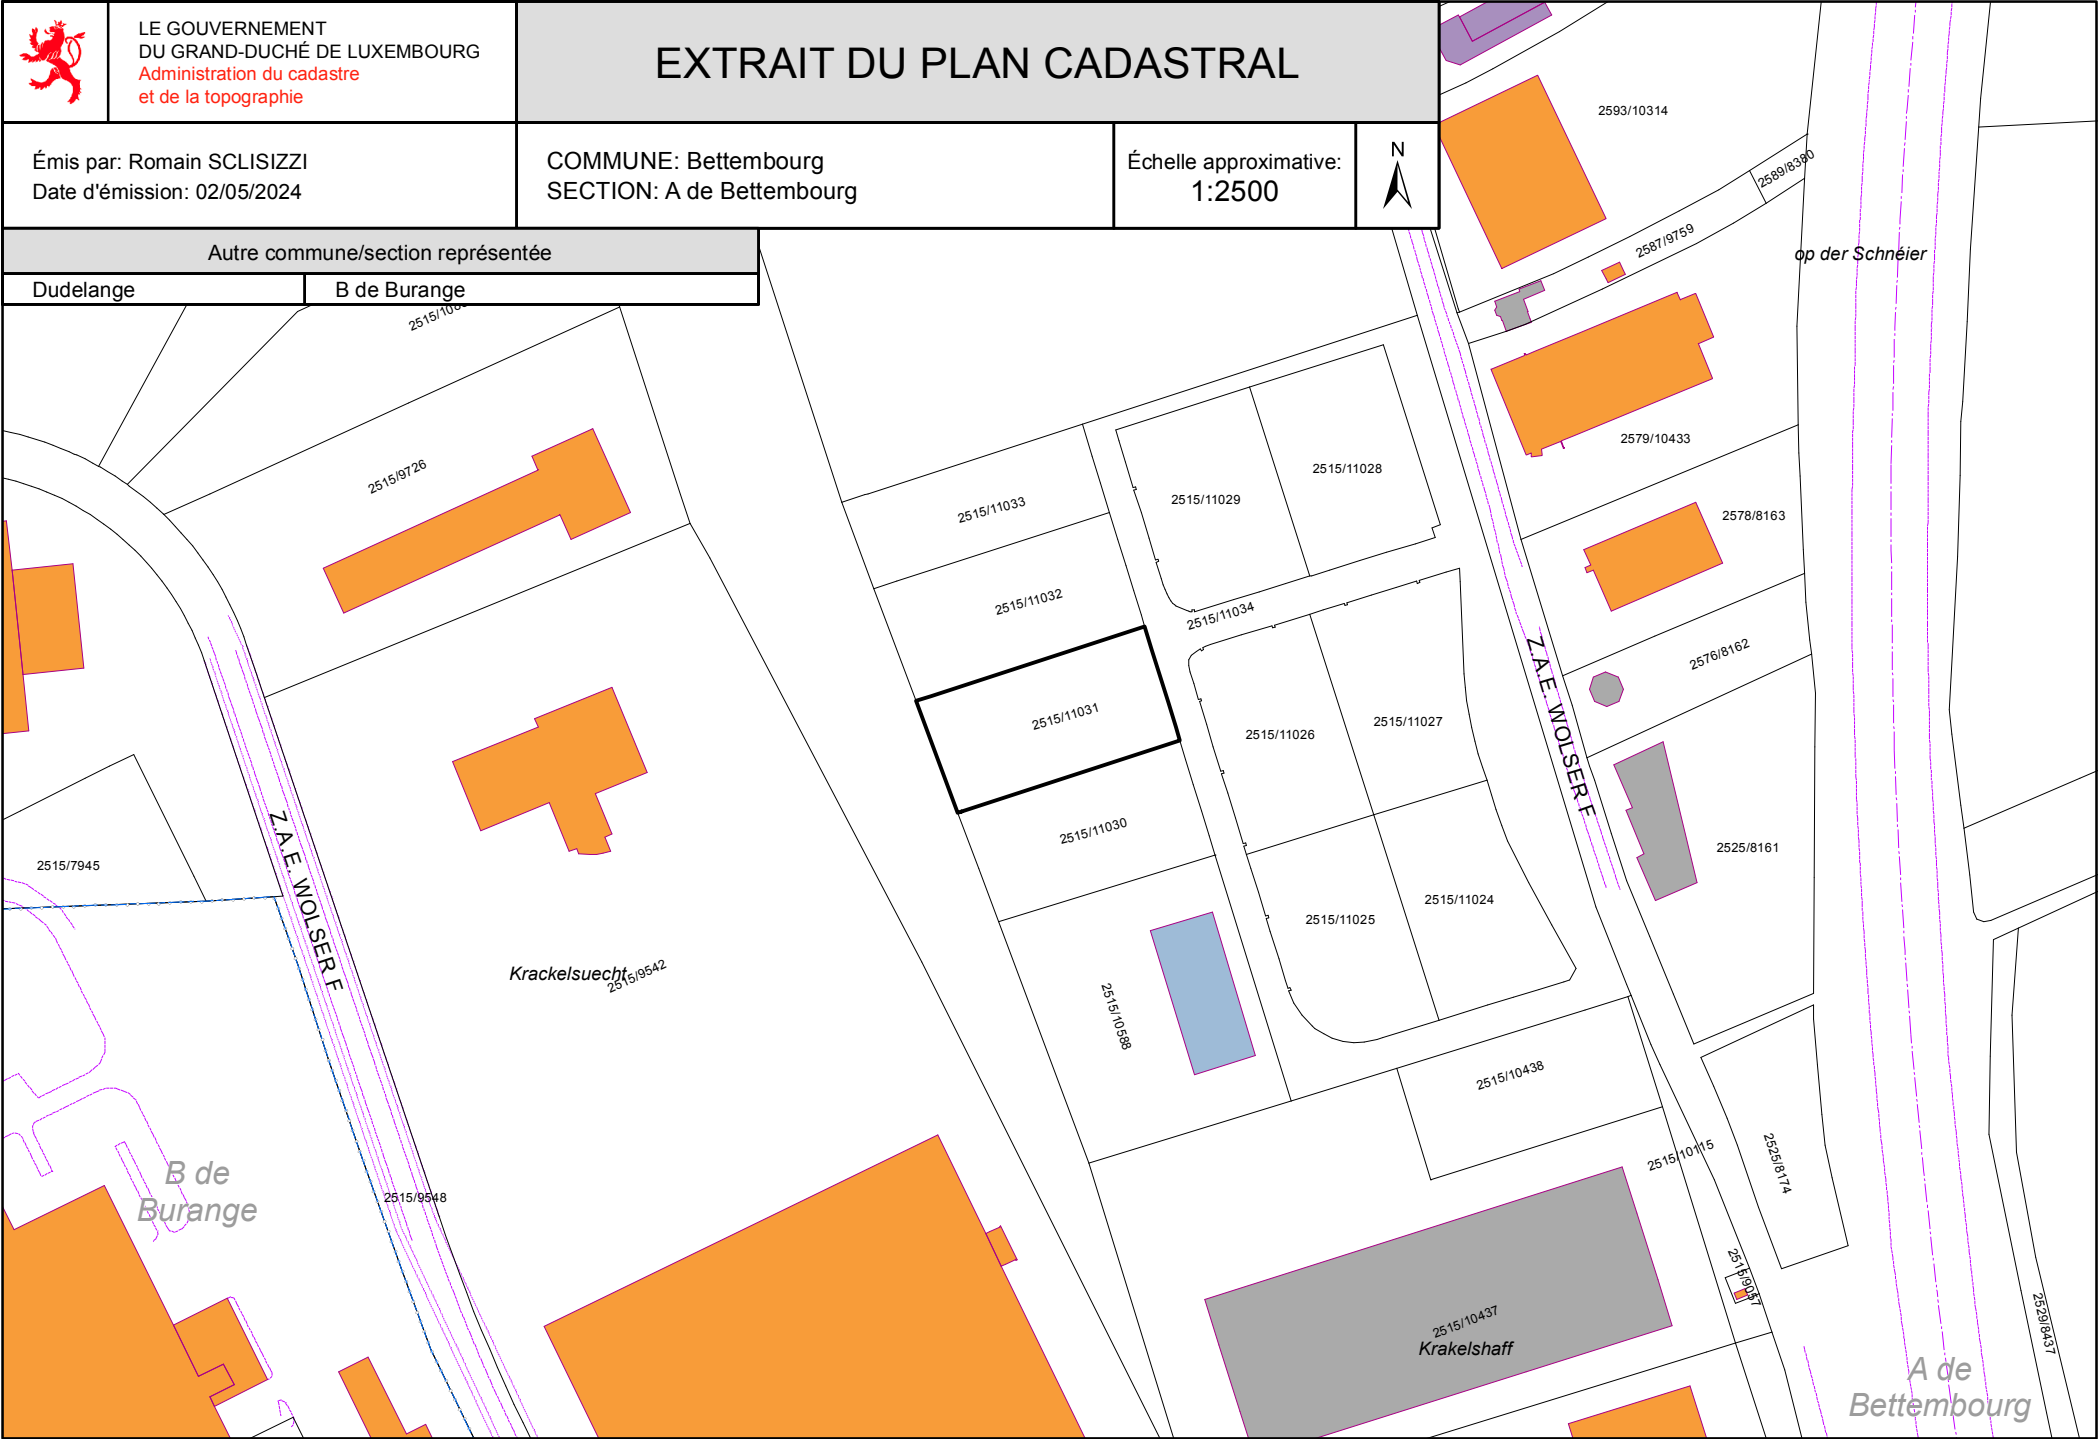 LE GOUVERNEMENT
DU GRAND-DUCHÉ DE LUXEMBOURG
Administration du cadastre
et de la topographie
EXTRAIT DU PLAN CADASTRAL
Émis par: Romain SCLISIZZI
Date d'émission: 02/05/2024
COMMUNE: Bettembourg
SECTION: A de Bettembourg
Échelle approximative:
1:2500
N
Autre commune/section représentée
Dudelange
B de Burange
2593/10314
2589/8380
2587/9759
op der Schnéier
2515/9726
2579/10433
2515/11028
2515/11029
2515/11033
2578/8163
2515/11032
2515/11034
2576/8162
Z.A.E. WOLSER F
2515/11031
2515/11026
2515/11027
2515/11030
2525/8161
2515/7945
Z.A.E. WOLSER F
2515/11024
2515/11025
Krackelsuecht
2515/9542
2515/10588
2515/10438
2515/10115
2525/8174
B de
Burange
2515/9548
2515/9057
2515/10437
Krakelshaff
2529/8437
A de
Bettembourg